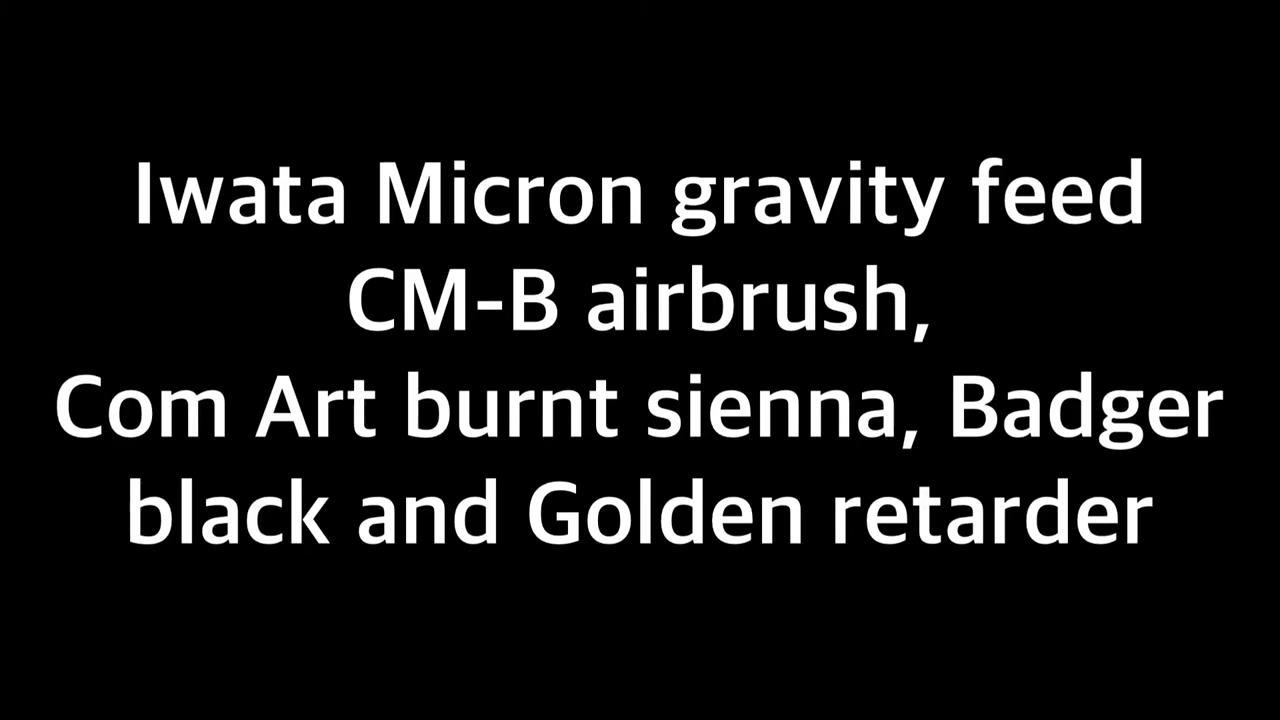 Iwata Micron gravity feed
CM-B airbrush,
Com Art burnt sienna, Badger
black and Golden retarder